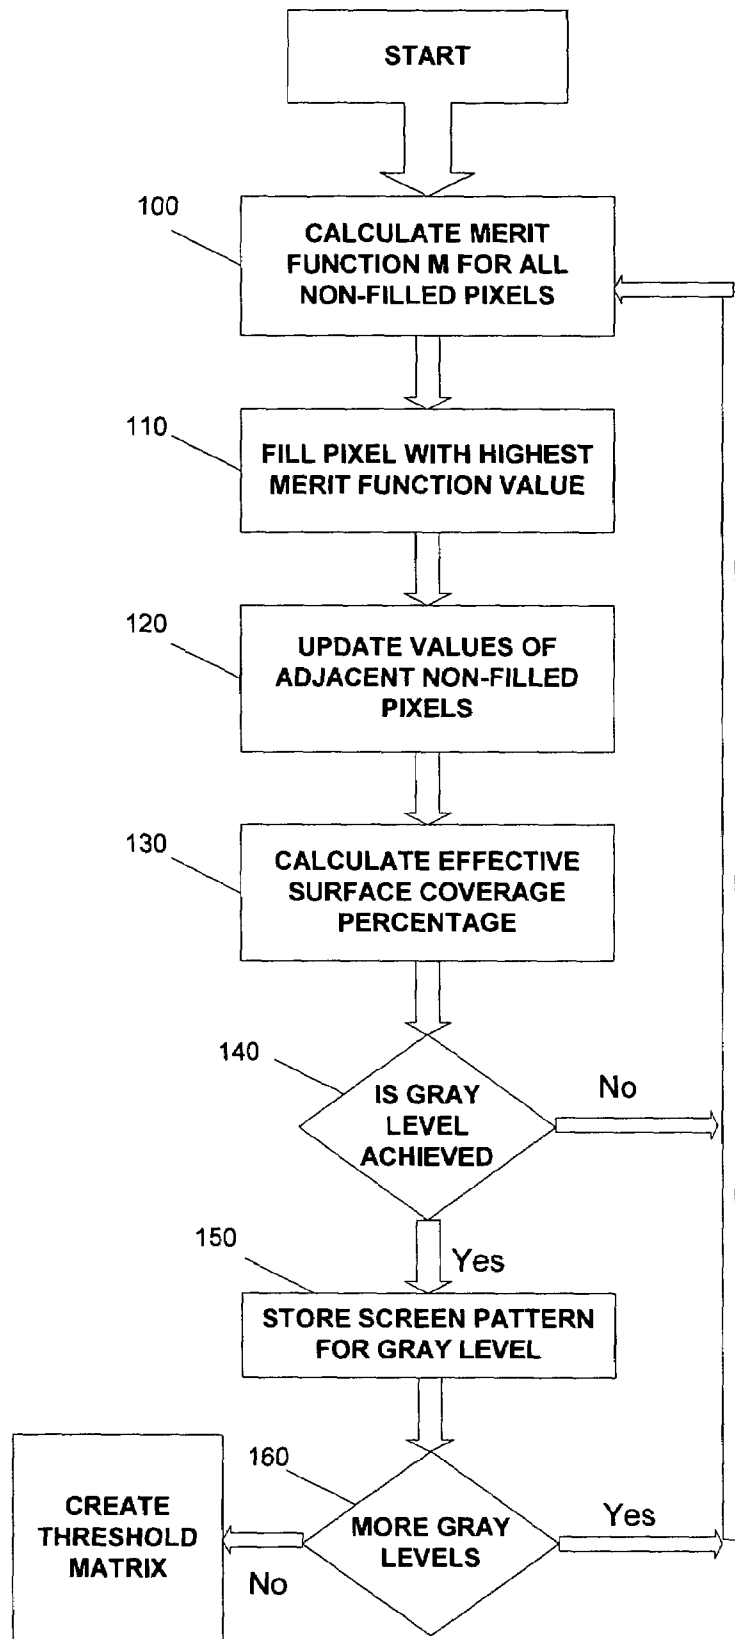 START
100
CALCULATE MERIT
FUNCTION M FOR ALL
NON-FILLED PIXELS
110
FILL PIXEL WITH HIGHEST
MERIT FUNCTION VALUE
120
UPDATE VALUES OF
ADJACENT NON-FILLED
PIXELS
130
CALCULATE EFFECTIVE
SURFACE COVERAGE
PERCENTAGE
140
IS GRAY
LEVEL
ACHIEVED
No
Yes
150
STORE SCREEN PATTERN
FOR GRAY LEVEL
160
MORE GRAY
LEVELS
Yes
No
CREATE
THRESHOLD
MATRIX